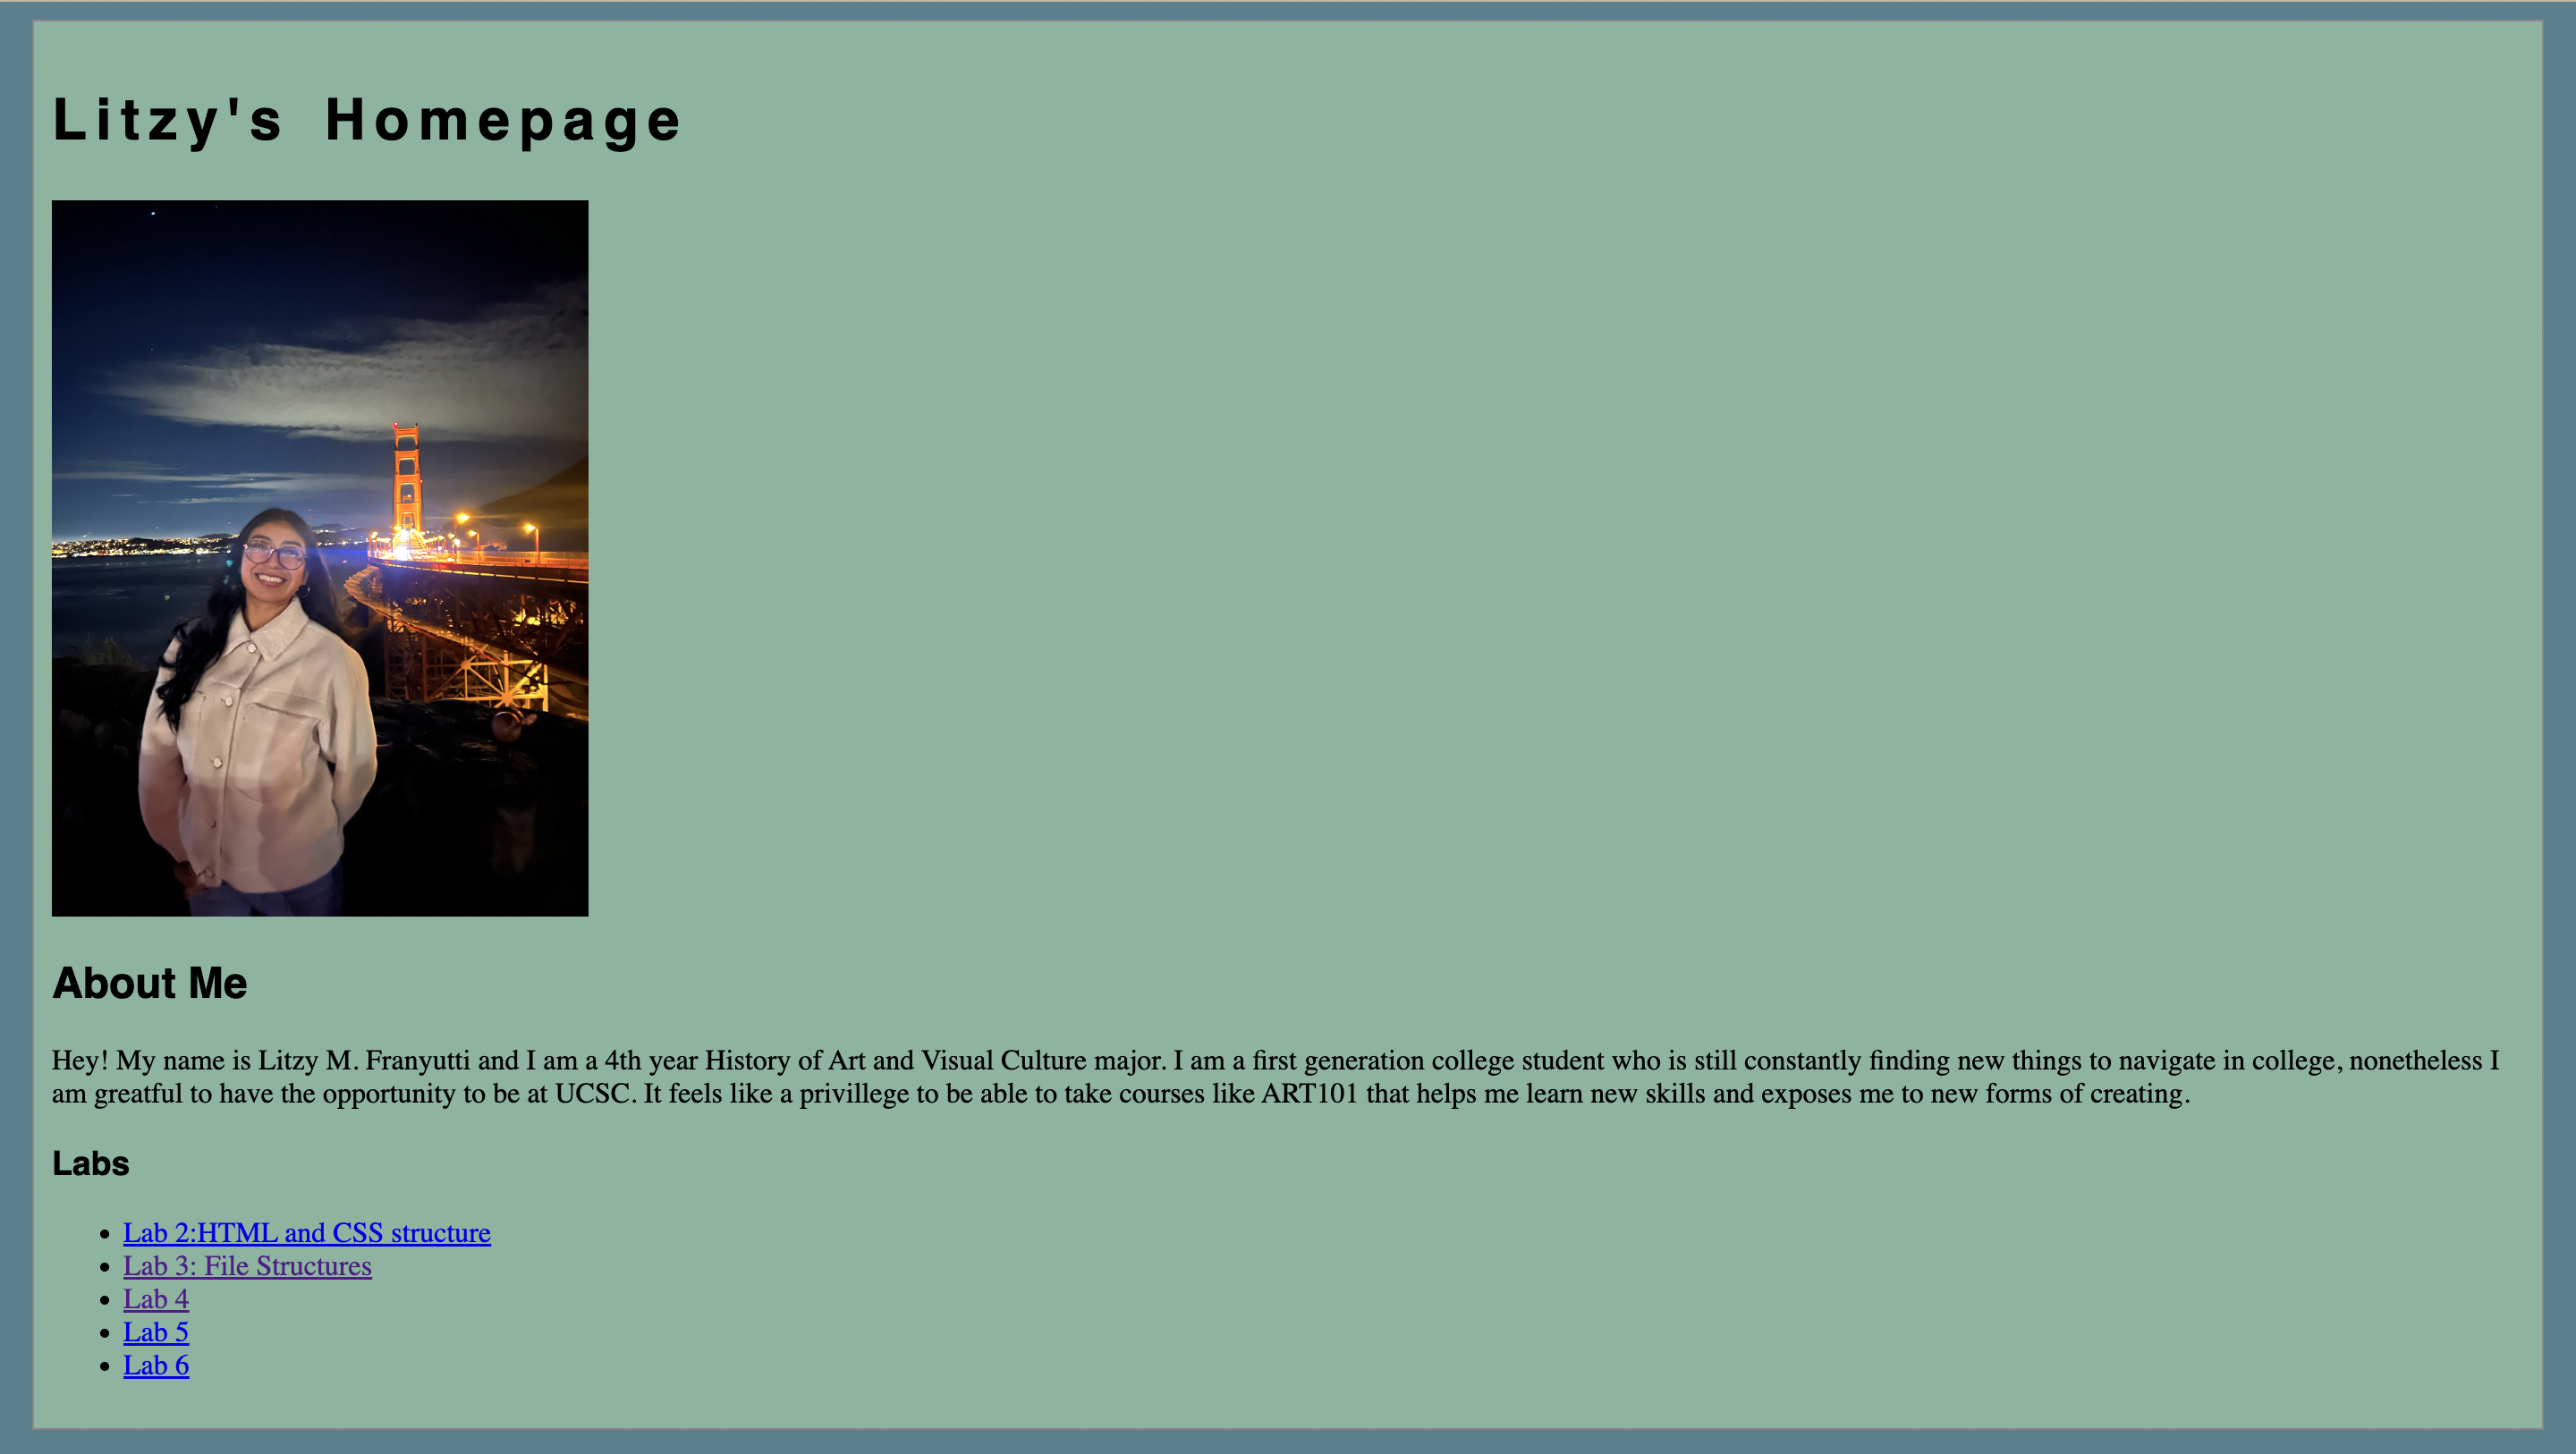 Litzy's Homepage
About Me
Hey! My name is Litzy M. Franyutti and I am a 4th year History of Art and Visual Culture major. I am a first generation college student who is still constantly finding new things to navigate in college, nonetheless I
am greatful to have the opportunity to be at UCSC. It feels like a privillege to be able to take courses like ART101 that helps me learn new skills and exposes me to new forms of creating.
Labs
Lab 2:HTML and CSS structure
Lab 3: File Structures
Lab 4
Lab 5
Lab 6